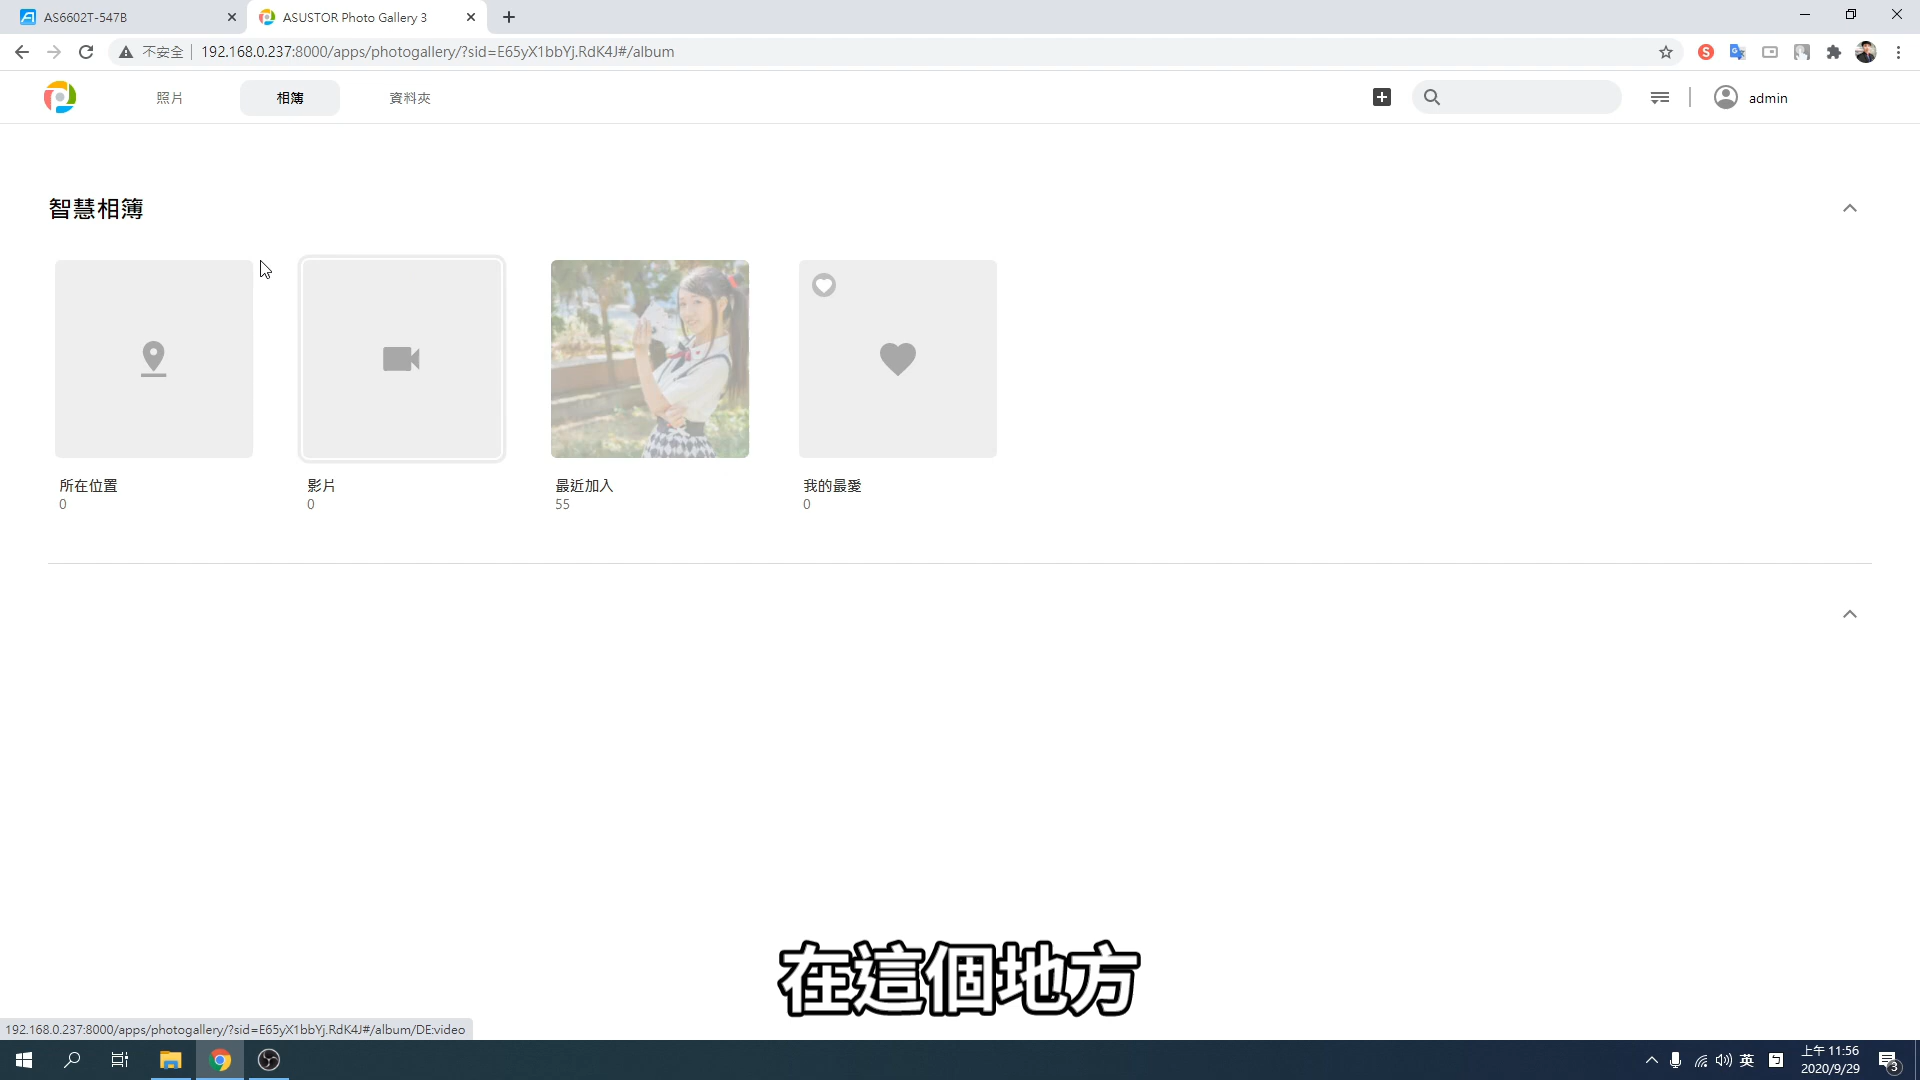 AS6602T-547B
ASUSTOR Photo Gallery 3
不安全
192.168.0.237:8000/apps/photogallery/?sid=E65yX1bbYj.RdK4J#/album
照片
相簿
資料夾
admin
智慧相簿
所在位置
0
影片
0
最近加入
55
我的最愛
0
在這個地方
192.168.0.237:8000/apps/photogallery/?sid=E65yX1bbYj.RdK4J#/album/DE:video
英
上午 11:56
2020/9/29
3